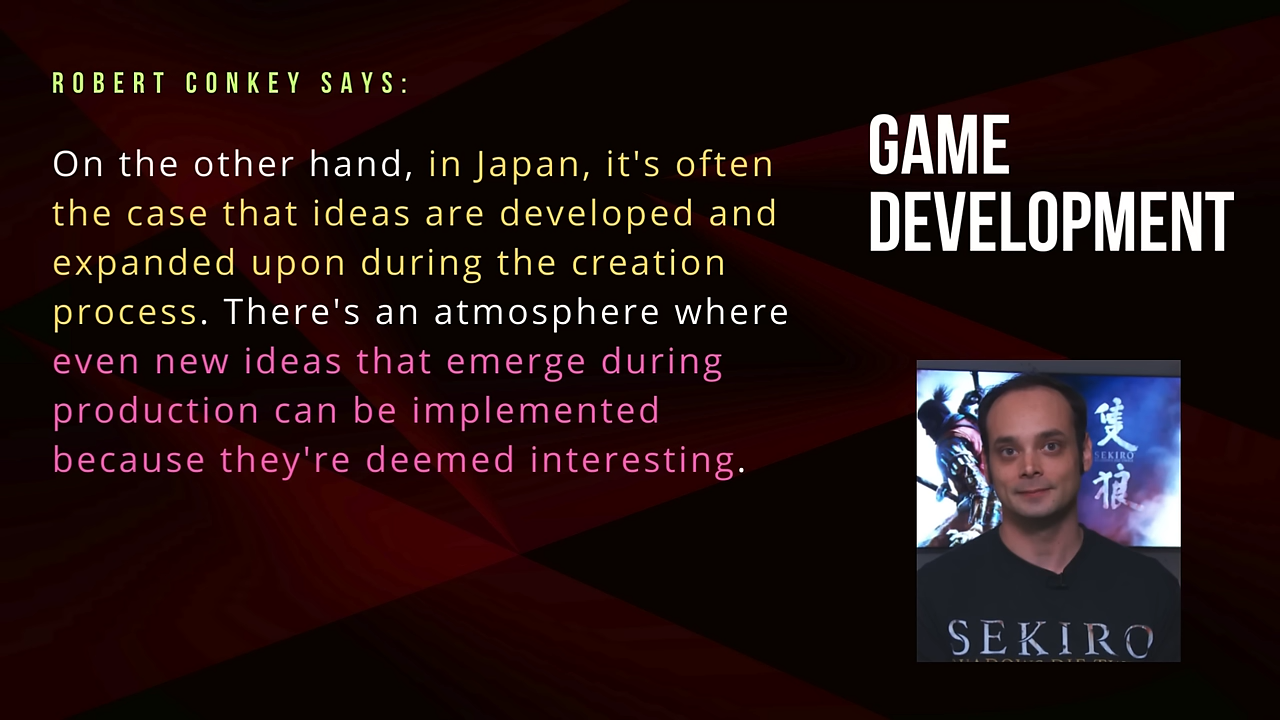 ROBERT CONKEY SAYS:
On the other hand, in Japan, it's often
the case that ideas are developed and
expanded upon during the creation
process. There's an atmosphere where
even new ideas that emerge during
production can be implemented
because they're deemed interesting.
GAME
DEVELOPMENT
隻
SEKIRO
狼
SEKIRO